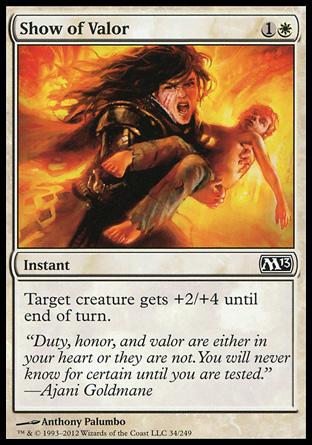 Show of Valor 1
Instant M13
Target creature gets +2/+4 until
end of turn.
“Duty, honor, and valor are either in
your heart or they are not. You will never
know for certain until you are tested.”
—Ajani Goldmane
Anthony Palumbo
™ & © 1993–2012 Wizards of the Coast LLC 34/249